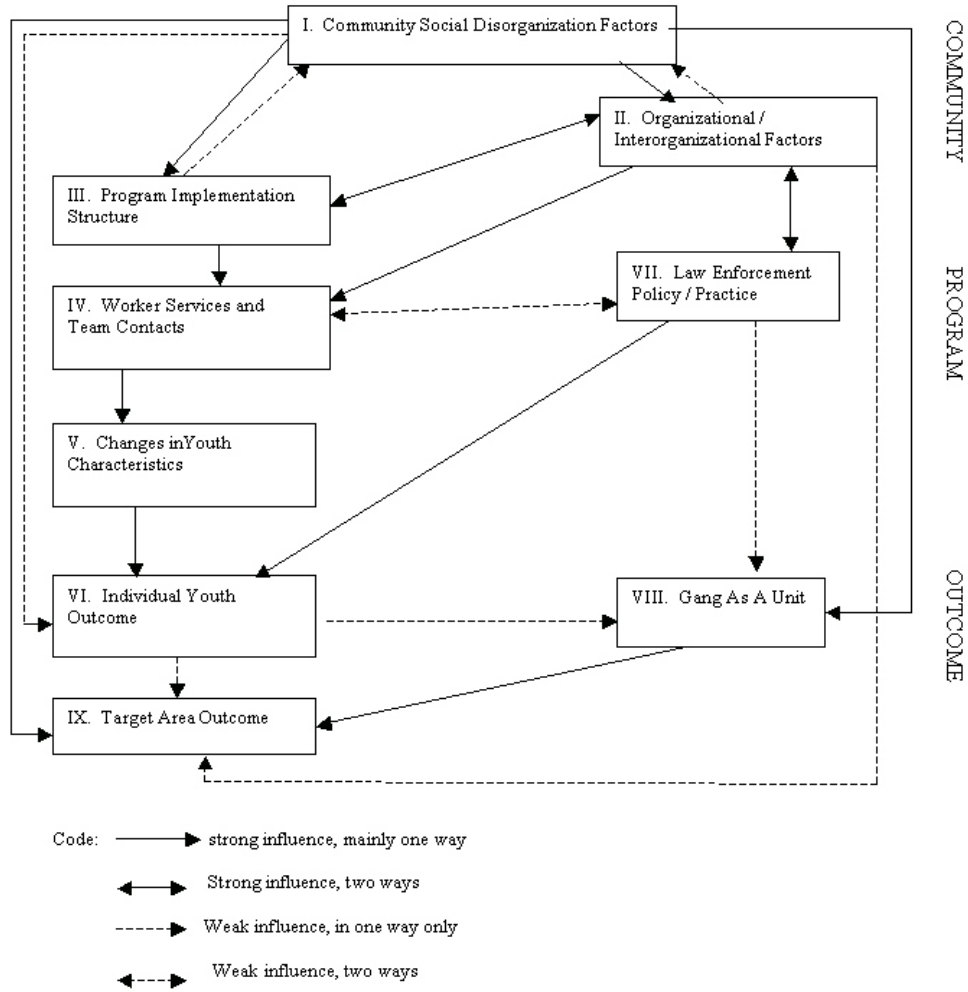 I. Community Social Disorganization Factors
II. Organizational /
Interorganizational Factors
III. Program Implementation
Structure
IV. Worker Services and
Team Contacts
VII. Law Enforcement
Policy / Practice
V. Changes inYouth
Characteristics
VI. Individual Youth
Outcome
VIII. Gang As A Unit
IX. Target Area Outcome
COMMUNITY
PROGRAM
OUTCOME
Code:
strong influence, mainly one way
Strong influence, two ways
Weak influence, in one way only
Weak influence, two ways